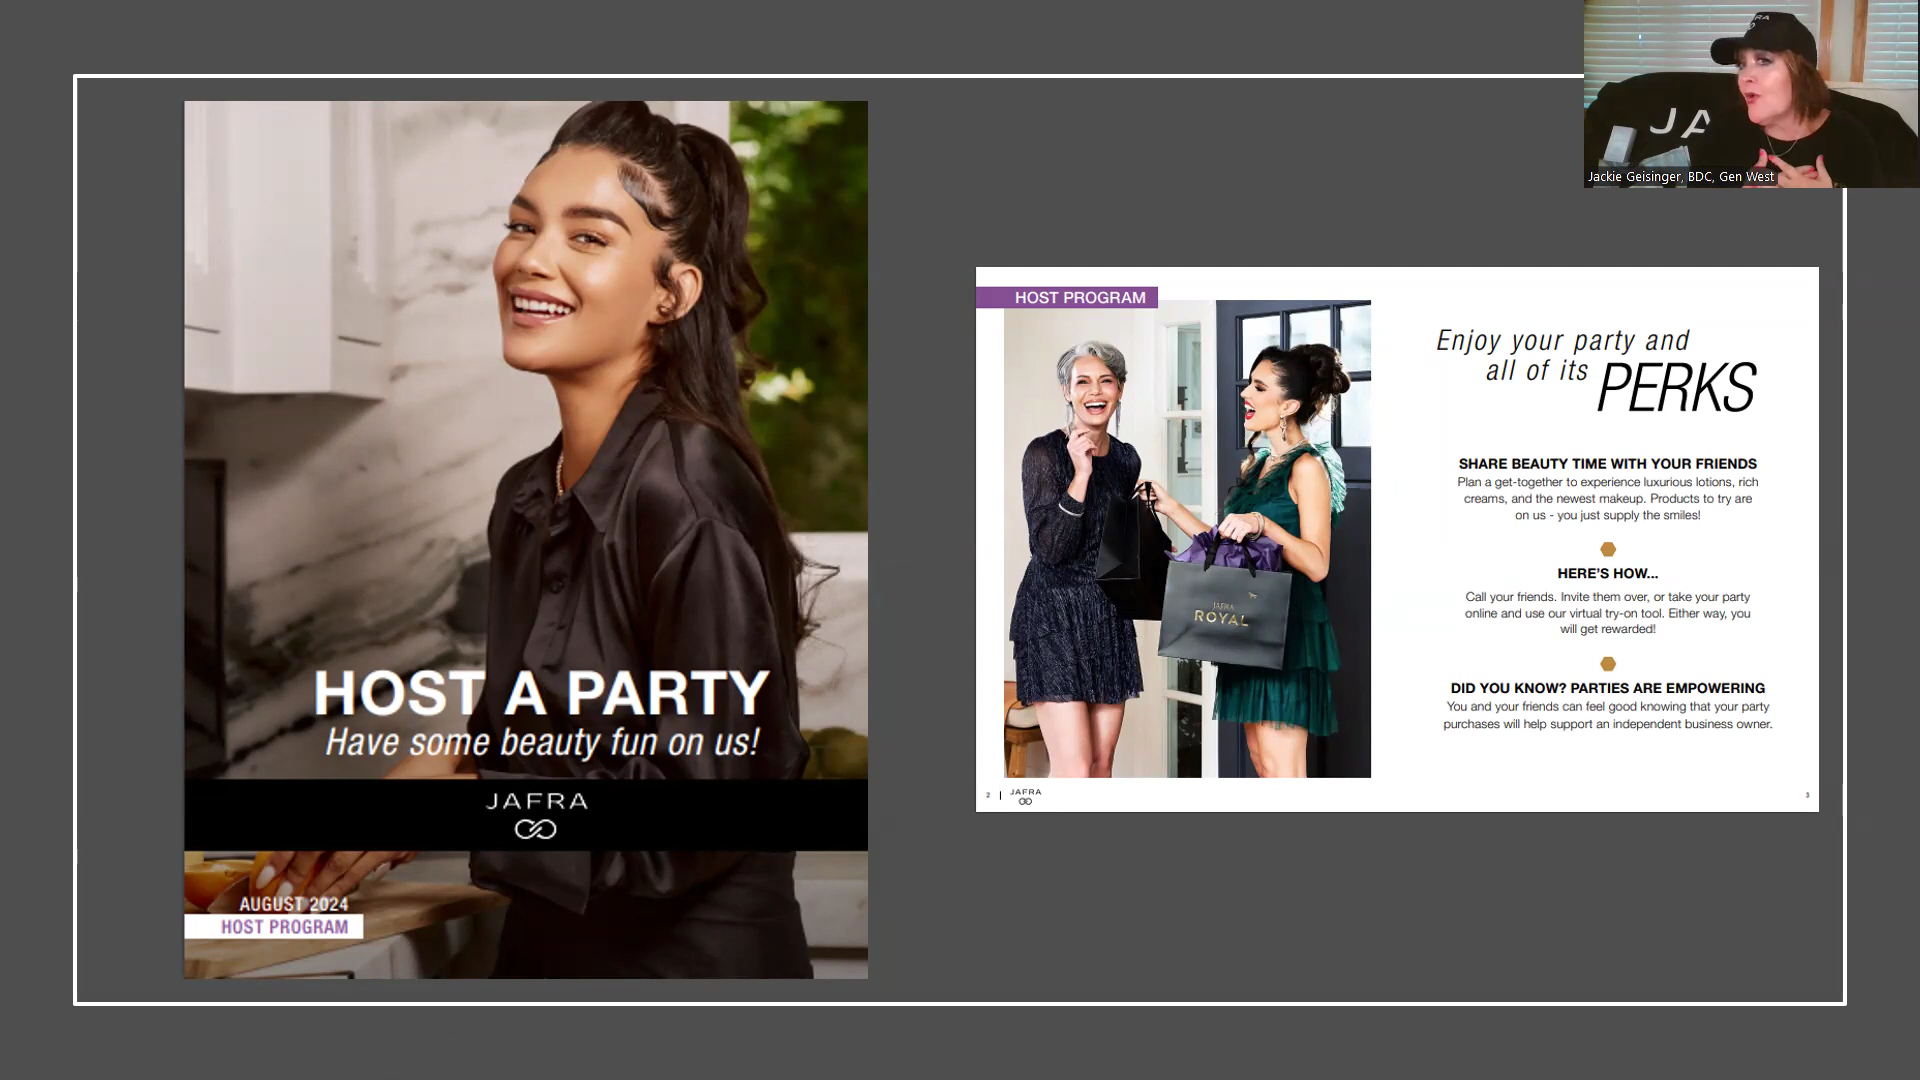 HOST A PARTY
Have some beauty fun on us!
JAFRA
AUGUST 2024
HOST PROGRAM
JA
Jackie Geisinger, BDC, Gen West
HOST PROGRAM
JAFRA
ROYAL
Enjoy your party and
all of its PERKS
SHARE BEAUTY TIME WITH YOUR FRIENDS
Plan a get-together to experience luxurious lotions, rich
creams, and the newest makeup. Products to try are
on us - you just supply the smiles!
HERE'S HOW...
Call your friends. Invite them over, or take your party
online and use our virtual try-on tool. Either way, you
will get rewarded!
DID YOU KNOW? PARTIES ARE EMPOWERING
You and your friends can feel good knowing that your party
purchases will help support an independent business owner.
2 | JAFRA
3